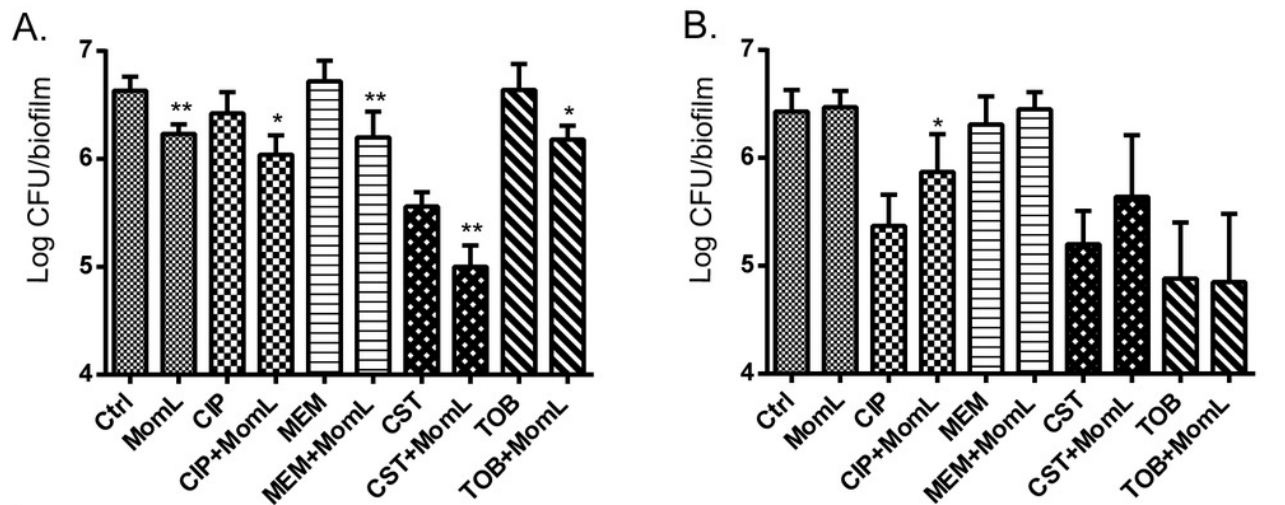 A.
Log CFU/biofilm
7
6
5
4
**
*
**
**
*
Ctrl
MomL
CIP
CIP+MomL
MEM
MEM+MomL
CST
CST+MomL
TOB
TOB+MomL
B.
Log CFU/biofilm
7
6
5
4
*
Ctrl
MomL
CIP
CIP+MomL
MEM
MEM+MomL
CST
CST+MomL
TOB
TOB+MomL